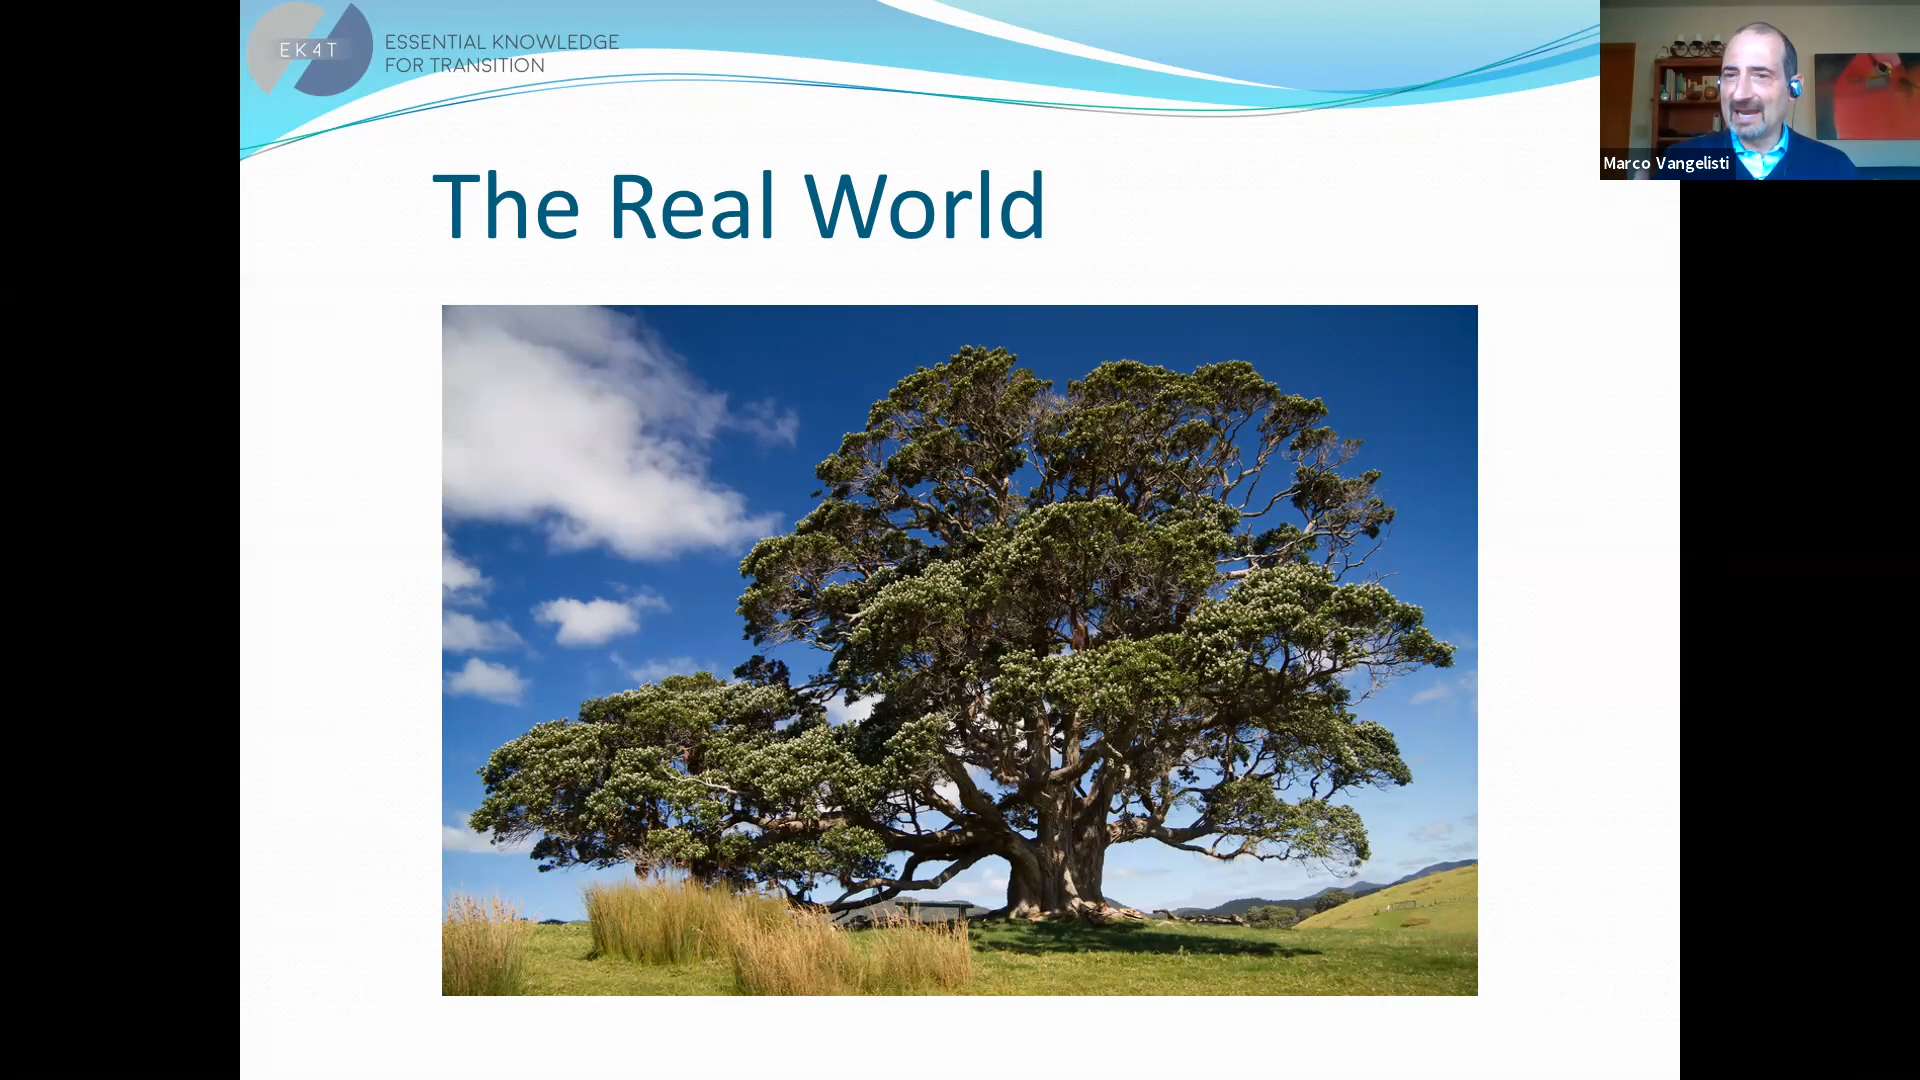 EK4T
ESSENTIAL KNOWLEDGE
FOR TRANSITION
Marco Vangelisti
The Real World